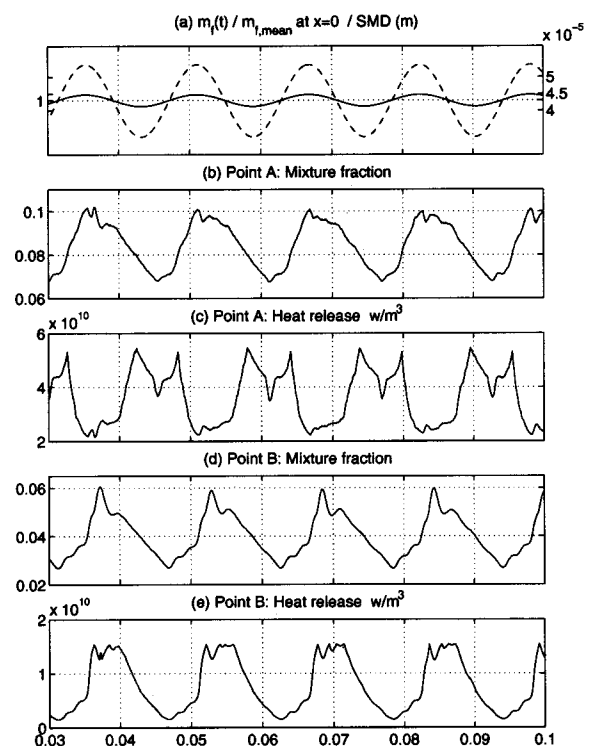 (a) m_f(t) / m_f,mean at x=0 / SMD (m)
x 10^-5
5
1
4.5
4
(b) Point A: Mixture fraction
0.1
0.08
0.06
x 10^10
(c) Point A: Heat release w/m^3
6
4
2
(d) Point B: Mixture fraction
0.06
0.04
0.02
x 10^10
(e) Point B: Heat release w/m^3
2
1
0
0.03 0.04 0.05 0.06 0.07 0.08 0.09 0.1